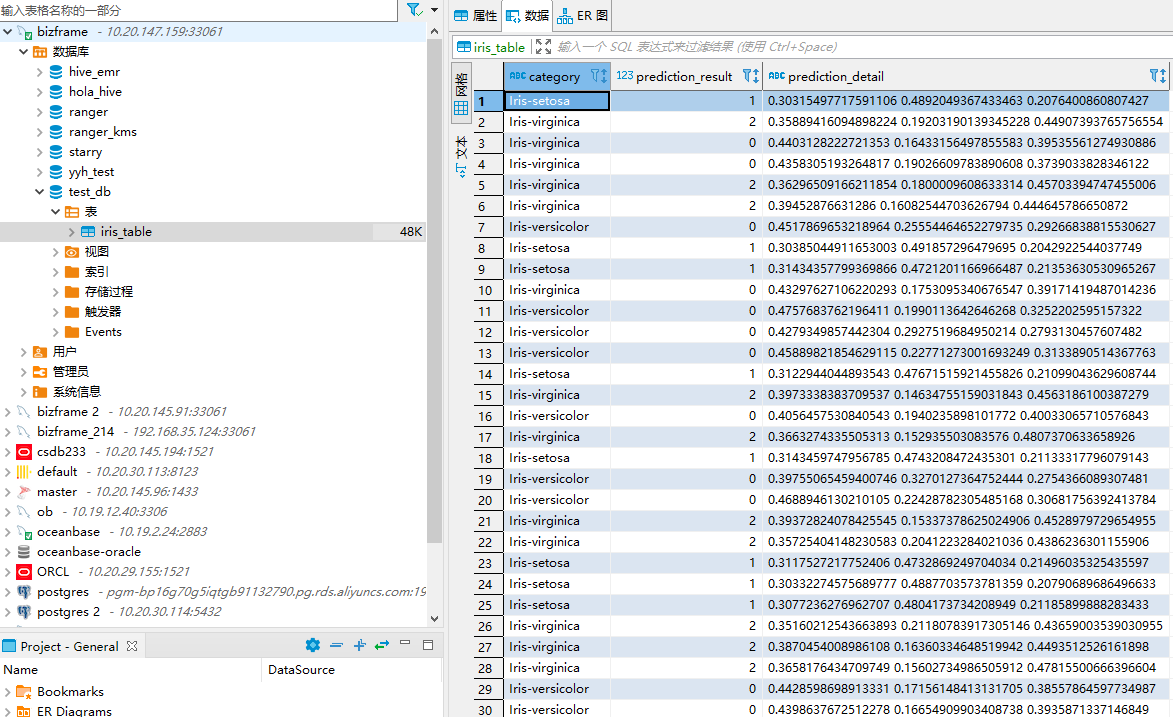 输入表格名称的一部分
bizframe - 10.20.147.159:33061
数据库
hive_emr
hola_hive
ranger
ranger_kms
starry
yyh_test
test_db
表
iris_table 48K
视图
索引
存储过程
触发器
Events
用户
管理员
系统信息
bizframe 2 - 10.20.145.91:33061
bizframe_214 - 192.168.35.124:33061
csdb233 - 10.20.145.194:1521
default - 10.20.30.113:8123
master - 10.20.145.96:1433
ob - 10.19.12.40:3306
oceanbase - 10.19.2.24:2883
oceanbase-oracle
ORCL - 10.20.29.155:1521
postgres - pgm-bp16g70g5iqtgb91132790.pg.rds.aliyuncs.com:19
postgres 2 - 10.20.30.114:5432
Project - General
Name DataSource
Bookmarks
ER Diagrams
属性 数据 ER 图
iris_table 输入一个 SQL 表达式来过滤结果 (使用 Ctrl+Space)
网格
文本
ABC category 123 prediction_result ABC prediction_detail
1 Iris-setosa 1 0.30315497717591106 0.4892049367433463 0.2076400860807427
2 Iris-virginica 2 0.35889416094898224 0.19203190139345228 0.44907393765756554
3 Iris-virginica 0 0.4403128222721353 0.16433156497855583 0.39535561274930886
4 Iris-virginica 0 0.4358305193264817 0.19026609783890608 0.3739033828346122
5 Iris-virginica 2 0.36296509166211854 0.1800009608633314 0.45703394747455006
6 Iris-virginica 2 0.39452876631286 0.16082544703626794 0.444645786650872
7 Iris-versicolor 0 0.4517869653218964 0.25554464652279735 0.29266838815530627
8 Iris-setosa 1 0.30385044911653003 0.491857296479695 0.2042922544037749
9 Iris-setosa 1 0.31434357799369866 0.4721201166966487 0.21353630530965267
10 Iris-virginica 0 0.43297627106220293 0.1753095340676547 0.39171419487014236
11 Iris-versicolor 0 0.4757683762196411 0.1990113642646268 0.3252202595157322
12 Iris-versicolor 0 0.4279349857442304 0.2927519684950214 0.2793130457607482
13 Iris-versicolor 0 0.45889821854629115 0.22771273001693249 0.3133890514367763
14 Iris-setosa 1 0.3122944044893543 0.47671515921455826 0.21099043629608744
15 Iris-virginica 2 0.3973338383709537 0.14634755159031843 0.4563186100387279
16 Iris-versicolor 0 0.4056457530840543 0.1940235898101772 0.40033065710576843
17 Iris-virginica 2 0.3663274335505313 0.152935503083576 0.4807370633658926
18 Iris-setosa 1 0.3143459747956785 0.4743208472435301 0.21133317796079143
19 Iris-versicolor 0 0.39755065459400746 0.3270127364752444 0.2754366089307481
20 Iris-versicolor 0 0.4688946130210105 0.22428782305485168 0.30681756392413784
21 Iris-virginica 2 0.39372824078425545 0.15337378625024906 0.4528979729654955
22 Iris-virginica 2 0.35725404148230583 0.2041223284021036 0.4386236301155906
23 Iris-setosa 1 0.3117527217752406 0.4732869249704034 0.21496035325435597
24 Iris-setosa 1 0.3033274575689777 0.4887703573781359 0.20790689686496633
25 Iris-setosa 1 0.3077236276962707 0.4804173734208949 0.21185899888283433
26 Iris-virginica 2 0.35160212543663893 0.21180783917305146 0.43659003539030955
27 Iris-virginica 2 0.3870454008986108 0.16360334648519942 0.4493512526161898
28 Iris-virginica 2 0.3658176434709749 0.15602734986505912 0.47815500666396604
29 Iris-versicolor 0 0.4428598698913331 0.17156148413131705 0.38557864597734987
30 Iris-versicolor 0 0.4398637672512278 0.16654909903408738 0.3935871337146849